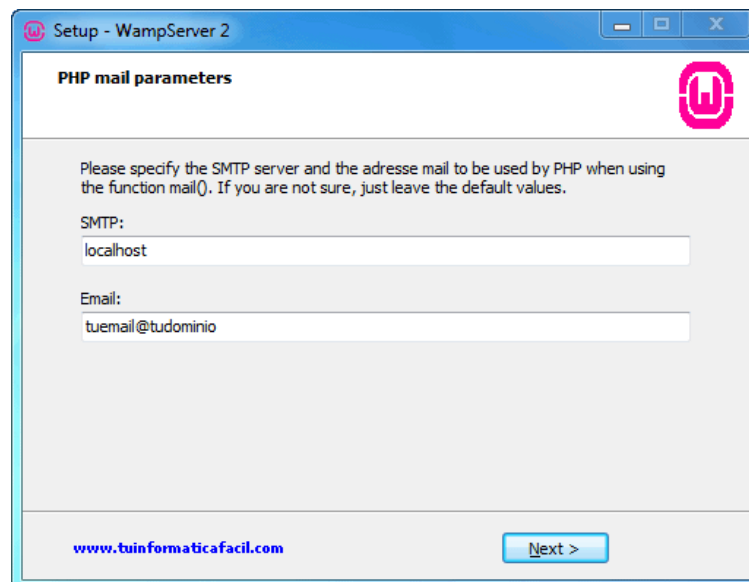 Setup - WampServer 2
PHP mail parameters
Please specify the SMTP server and the adresse mail to be used by PHP when using
the function mail(). If you are not sure, just leave the default values.
SMTP:
localhost
Email:
tuemail@tudominio
www.tuinformaticafacil.com
Next >